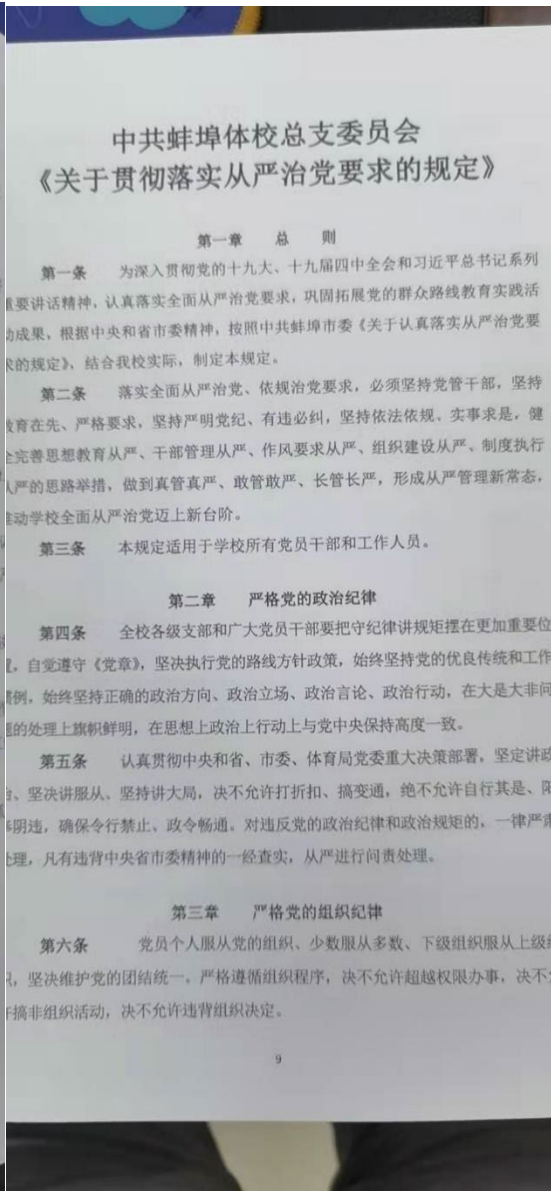 中共蚌埠体校总支委员会
《关于贯彻落实从严治党要求的规定》
第一章 总 则
第一条 为深入贯彻党的十九大、十九届四中全会和习近平总书记系列
重要讲话精神,认真落实全面从严治党要求,巩固拓展党的群众路线教育实践活
动成果,根据中央和省市委精神,按照中共蚌埠市委《关于认真落实从严治党要
求的规定》、结合我校实际,制定本规定。
第二条 落实全面从严治党、依规治党要求,必须坚持党管干部,坚持
教育在先、严格要求,坚持严明党纪、有违必纠,坚持依法依规、实事求是,健
全完善思想教育从严、干部管理从严、作风要求从严、组织建设从严、制度执行
从严的思路举措,做到真管真严、敢管敢严、长管长严,形成从严管理新常态,
推动学校全面从严治党迈上新台阶。
第三条 本规定适用于学校所有党员干部和工作人员。
第二章 严格党的政治纪律
第四条 全校各级支部和广大党员干部要把守纪律讲规矩摆在更加重要位
置,自觉遵守《党章》,坚决执行党的路线方针政策,始终坚持党的优良传统和工作
惯例,始终坚持正确的政治方向、政治立场、政治言论、政治行动,在大是大非问
题的处理上旗帜鲜明,在思想上政治上行动上与党中央保持高度一致。
第五条 认真贯彻中央和省、市委、体育局党委重大决策部署,坚定讲政
治、坚决讲服从、坚持讲大局,决不允许打折扣、搞变通,绝不允许自行其是、阳
奉阴违,确保令行禁止、政令畅通。对违反党的政治纪律和政治规矩的,一律严肃
处理,凡有违背中央省市委精神的一经查实,从严进行问责处理。
第三章 严格党的组织纪律
第六条 党员个人服从党的组织、少数服从多数、下级组织服从上级组
织,坚决维护党的团结统一。严格遵循组织程序,决不允许超越权限办事,决不允
许搞非组织活动,决不允许违背组织决定。
9